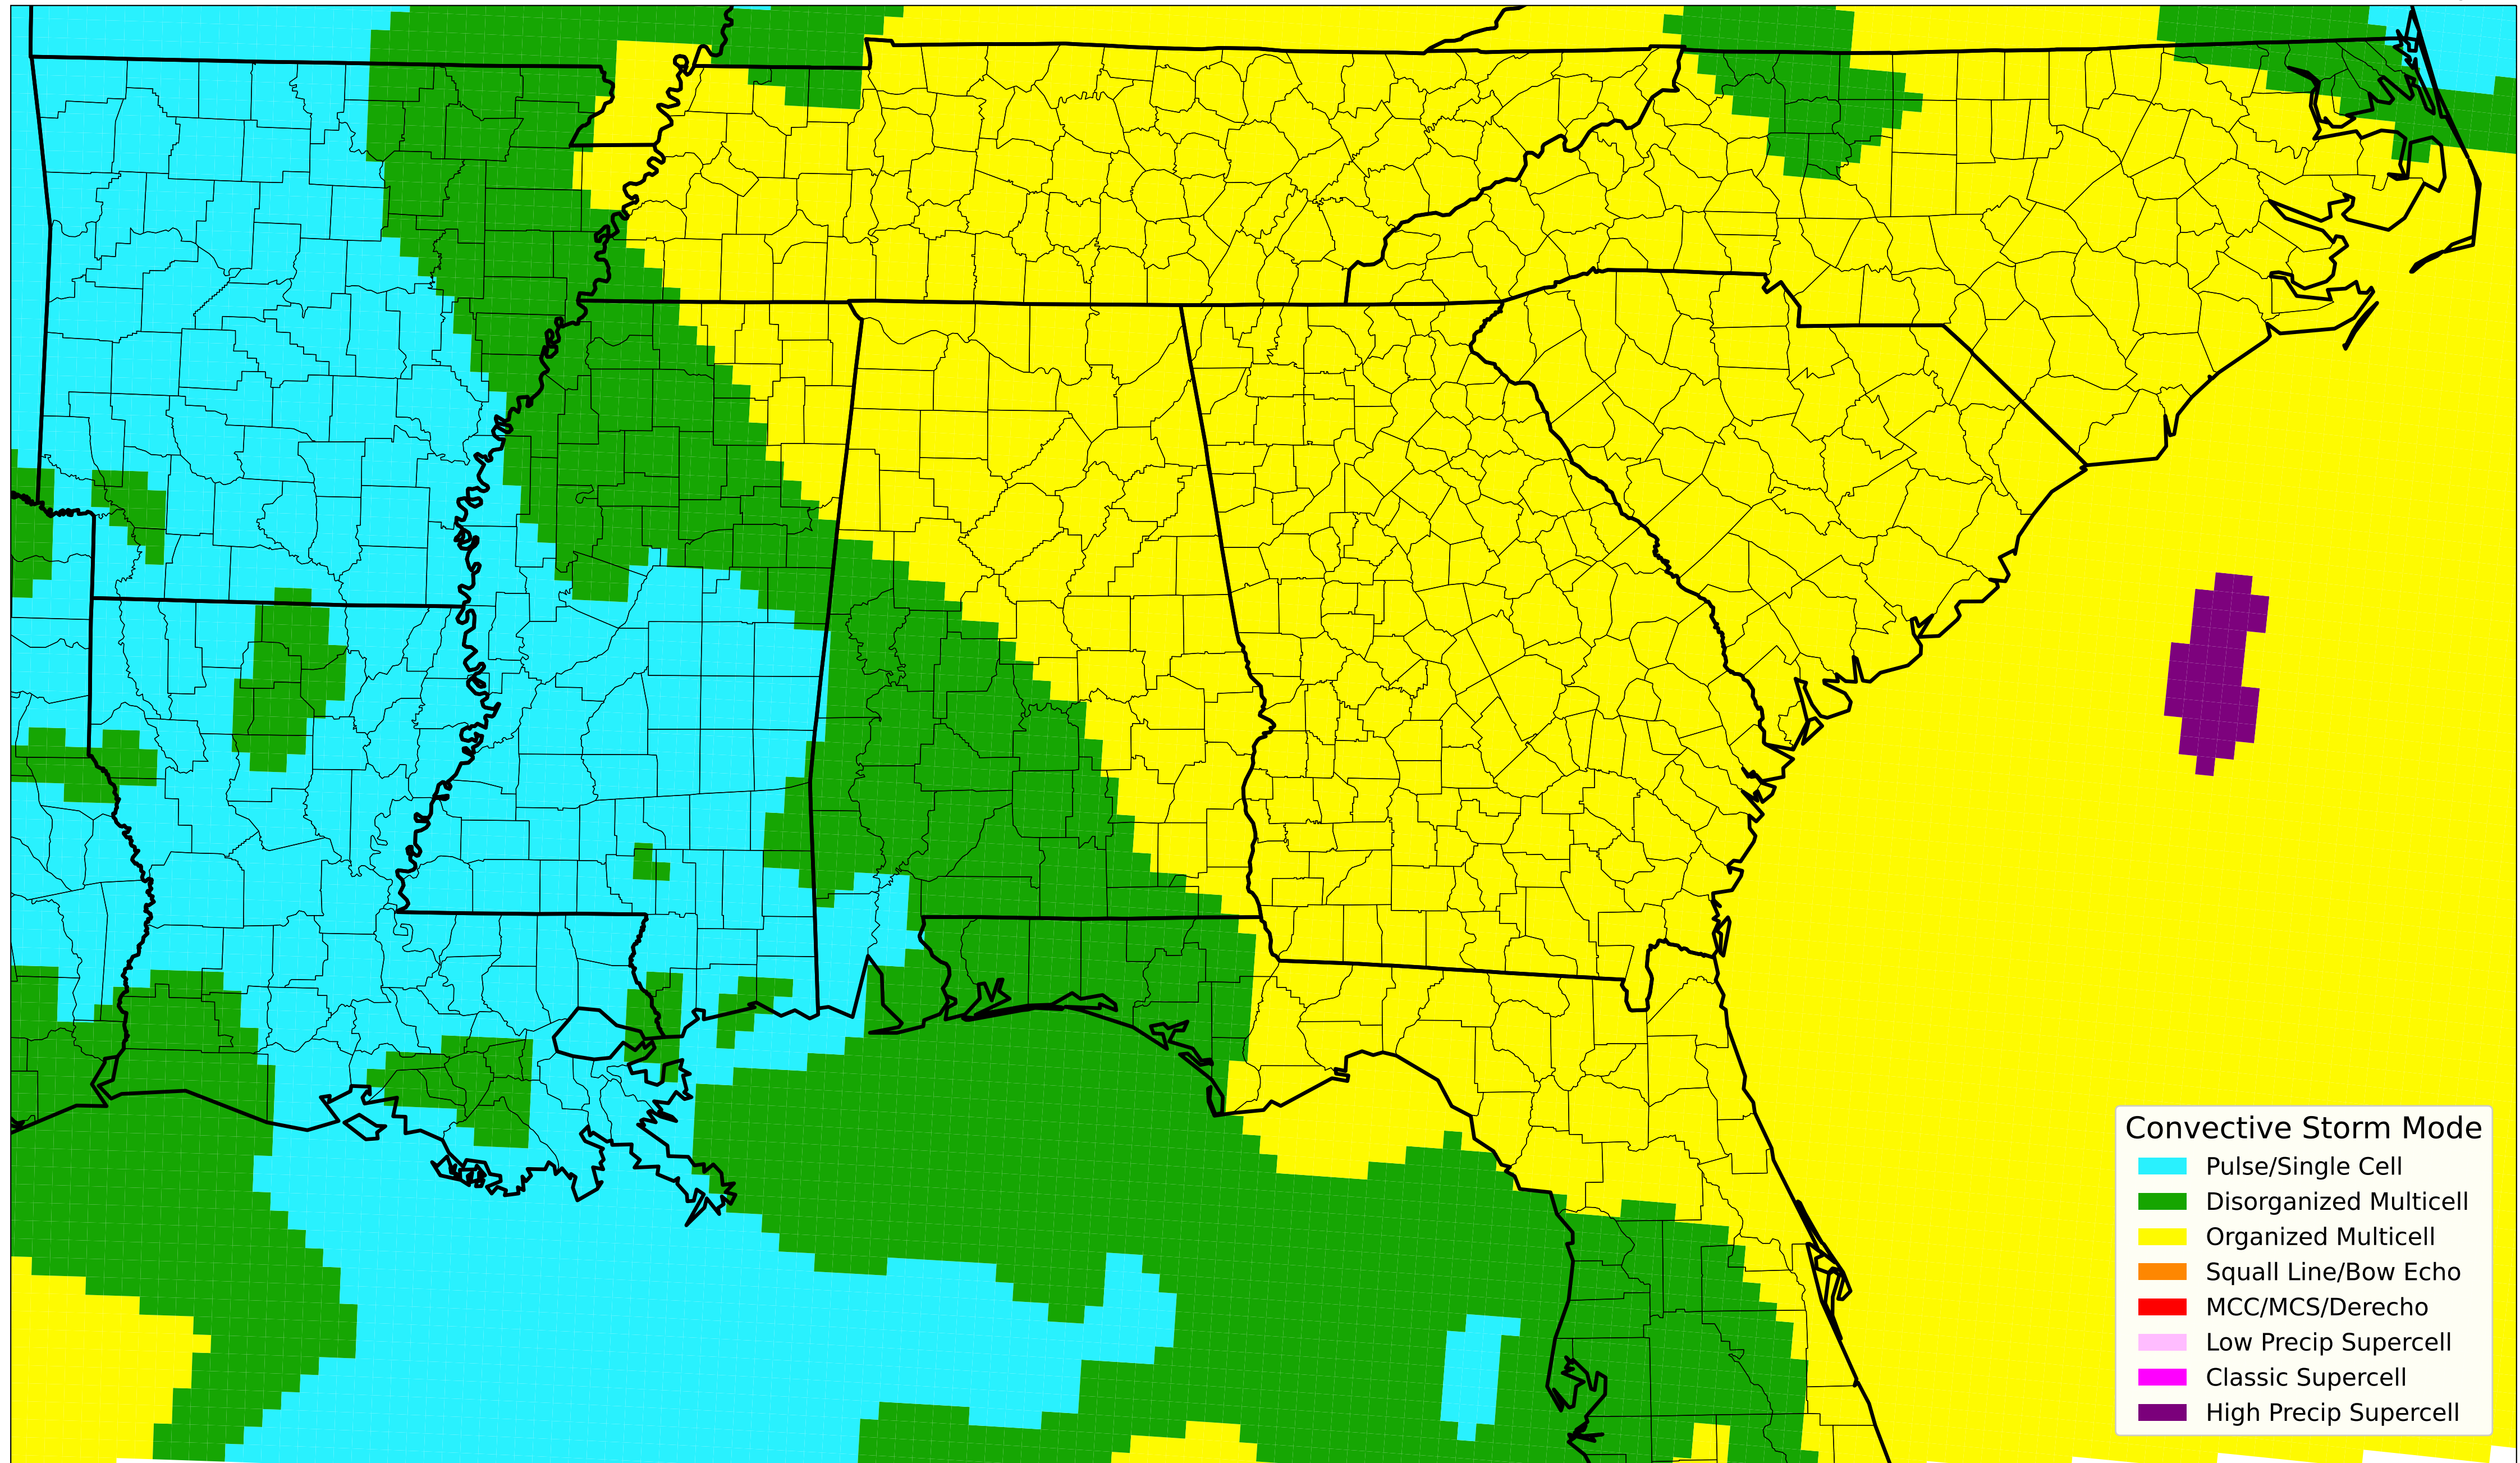 Convective Storm Mode
Pulse/Single Cell
Disorganized Multicell
Organized Multicell
Squall Line/Bow Echo
MCC/MCS/Derecho
Low Precip Supercell
Classic Supercell
High Precip Supercell